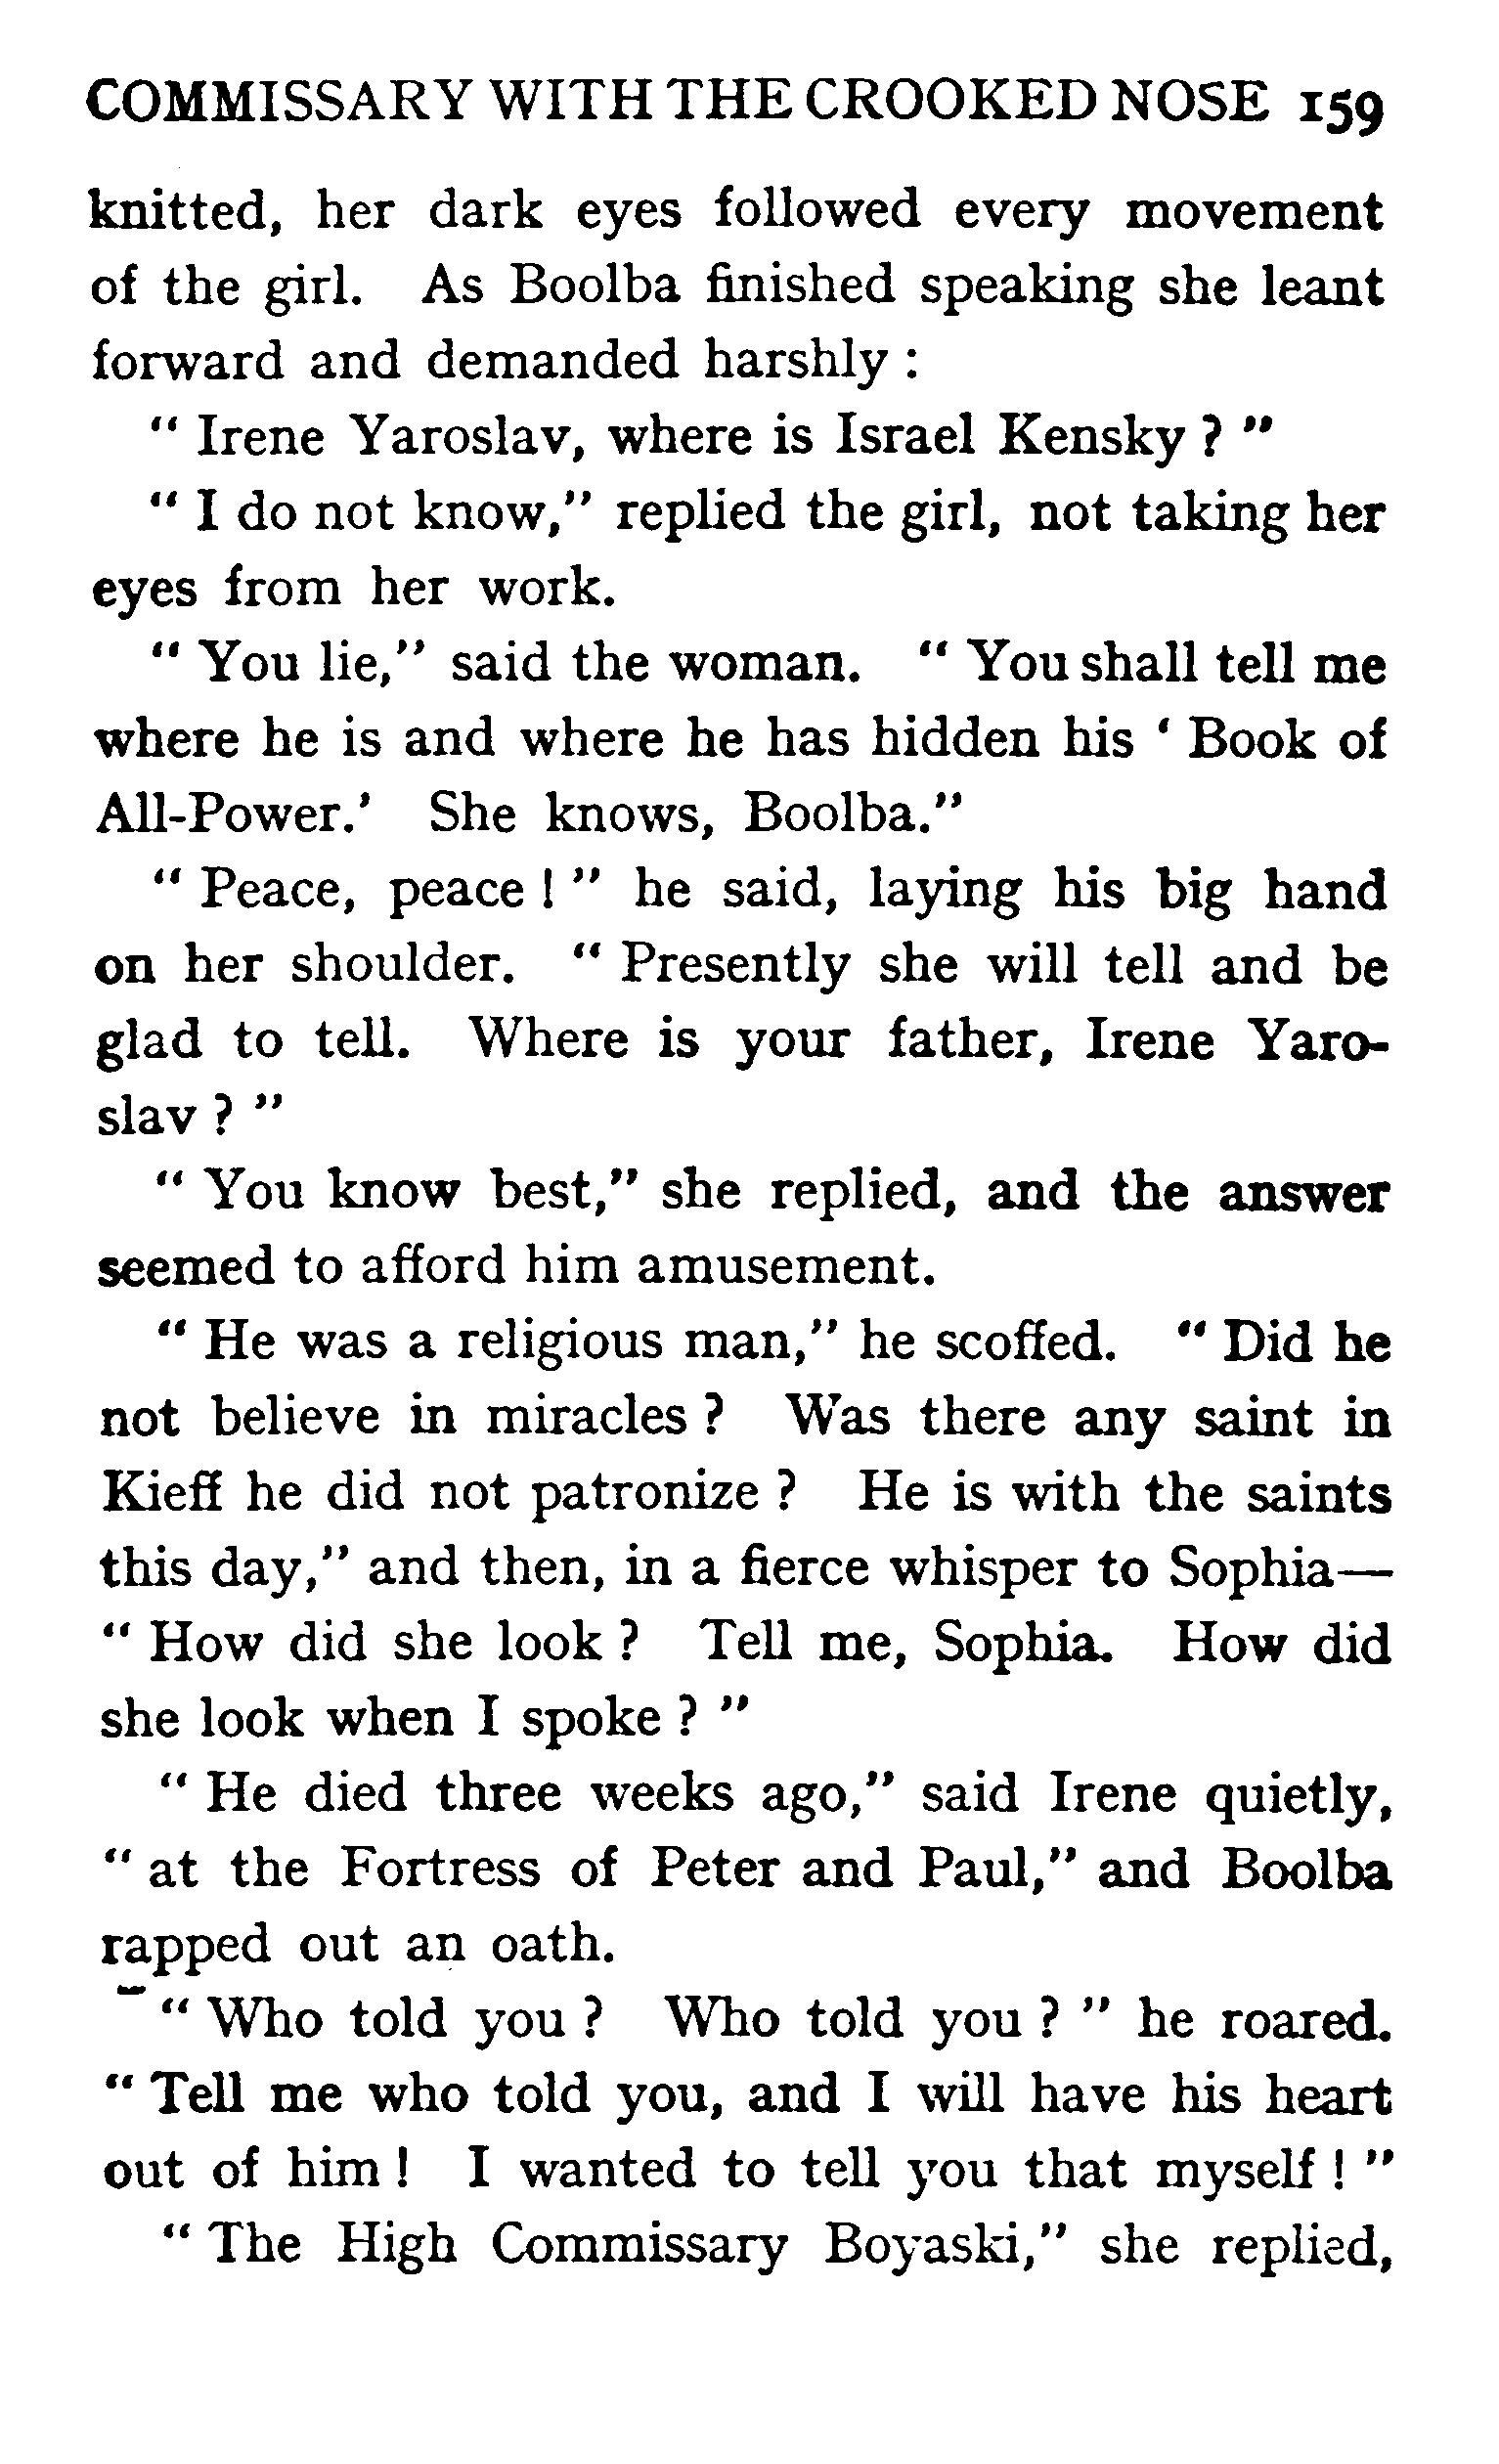 COMMISSARY WITH THE CROOKED NOSE 159
knitted, her dark eyes followed every movement
of the girl. As Boolba finished speaking she leant
forward and demanded harshly :
" Irene Yaroslav, where is Israel Kensky ? "
" I do not know," replied the girl, not taking her
eyes from her work.
" You lie," said the woman. " You shall tell me
where he is and where he has hidden his ‘ Book of
All-Power.’ She knows, Boolba."
" Peace, peace ! " he said, laying his big hand
on her shoulder. " Presently she will tell and be
glad to tell. Where is your father, Irene Yaro-
slav ? "
" You know best," she replied, and the answer
seemed to afford him amusement.
" He was a religious man," he scoffed. " Did he
not believe in miracles ? Was there any saint in
Kieff he did not patronize ? He is with the saints
this day," and then, in a fierce whisper to Sophia—
" How did she look ? Tell me, Sophia. How did
she look when I spoke ? "
" He died three weeks ago," said Irene quietly,
" at the Fortress of Peter and Paul," and Boolba
rapped out an oath.
" Who told you ? Who told you ? " he roared.
" Tell me who told you, and I will have his heart
out of him ! I wanted to tell you that myself ! "
" The High Commissary Boyaski," she replied,